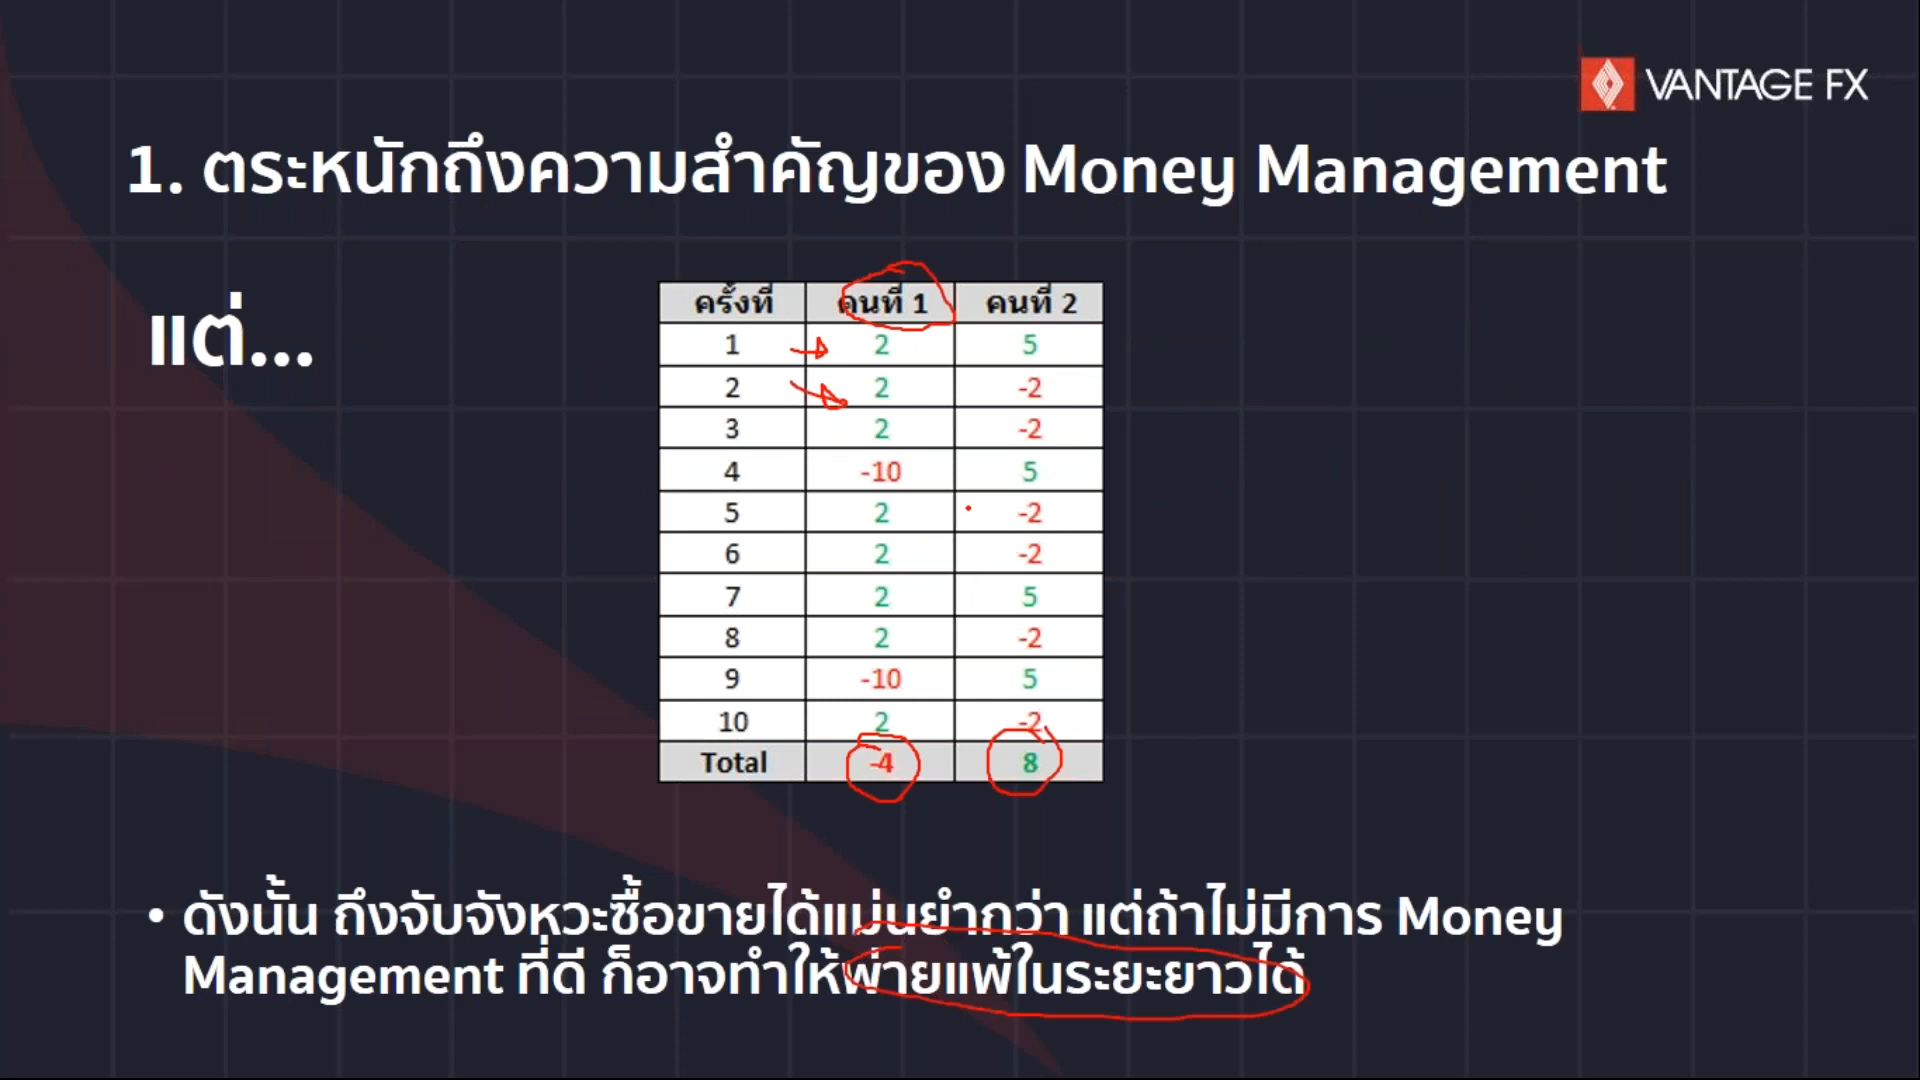 VANTAGE FX
1. ตระหนักถึงความสำคัญของ Money Management
แต่...
ครั้งที่ คนที่ 1 คนที่ 2
1 2 5
2 2 -2
3 2 -2
4 -10 5
5 2 -2
6 2 -2
7 2 5
8 2 -2
9 -10 5
10 2 -2
Total -4 8
• ดังนั้น ถึงจับจังหวะซื้อขายได้แม่นยำกว่า แต่ถ้าไม่มีการ Money
Management ที่ดี ก็อาจทำให้พ่ายแพ้ในระยะยาวได้